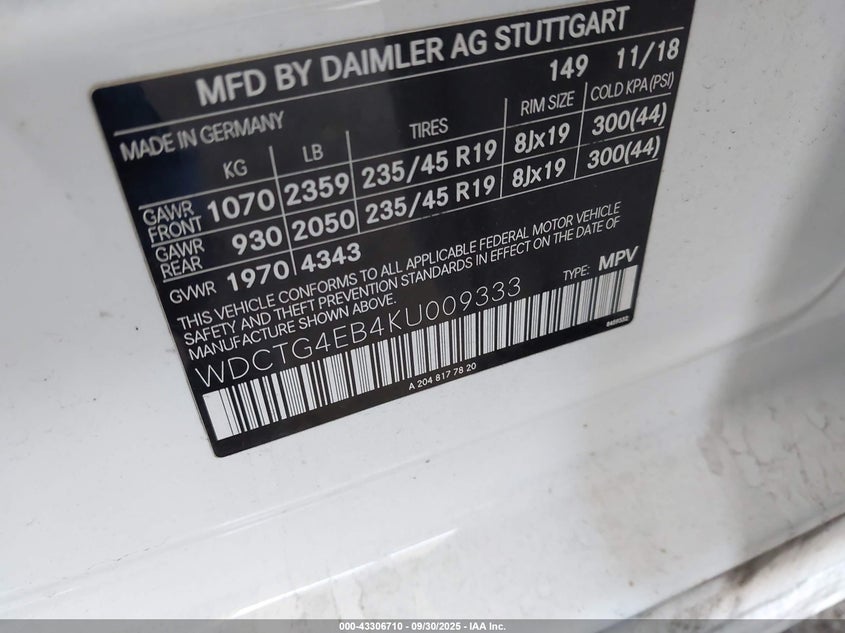 MFD BY DAIMLER AG STUTTGART
149 11/18
MADE IN GERMANY
KG LB TIRES RIM SIZE COLD KPA (PSI)
GAWR FRONT 1070 2359 235/45 R19 8Jx19 300(44)
GAWR REAR 930 2050 235/45 R19 8Jx19 300(44)
GVWR 1970 4343
THIS VEHICLE CONFORMS TO ALL APPLICABLE FEDERAL MOTOR VEHICLE
SAFETY AND THEFT PREVENTION STANDARDS IN EFFECT ON THE DATE OF
MANUFACTURE SHOWN ABOVE.
TYPE: MPV
WDCTG4EB4KU009333
A 204 817 78 20
000-43306710 - 09/30/2025 - IAA Inc.